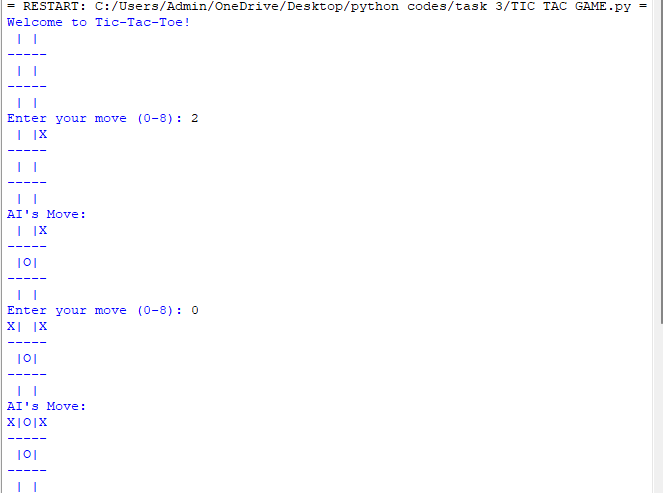 = RESTART: C:/Users/Admin/OneDrive/Desktop/python codes/task 3/TIC TAC GAME.py =
Welcome to Tic-Tac-Toe!
 | | 
-----
 | | 
-----
 | | 
Enter your move (0-8): 2
 | |X
-----
 | | 
-----
 | | 
AI's Move:
 | |X
-----
 |O| 
-----
 | | 
Enter your move (0-8): 0
X| |X
-----
 |O| 
-----
 | | 
AI's Move:
X|O|X
-----
 |O| 
-----
 | |